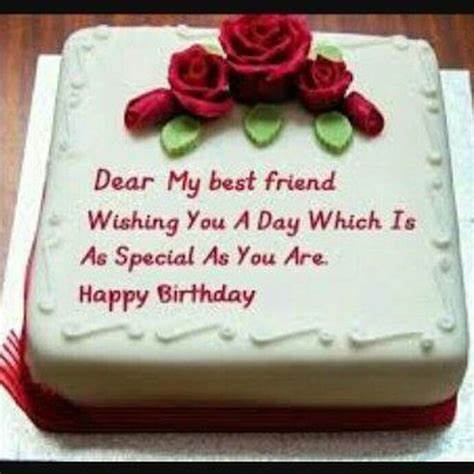 Dear My best friend
Wishing You A Day Which Is
As Special As You Are.
Happy Birthday